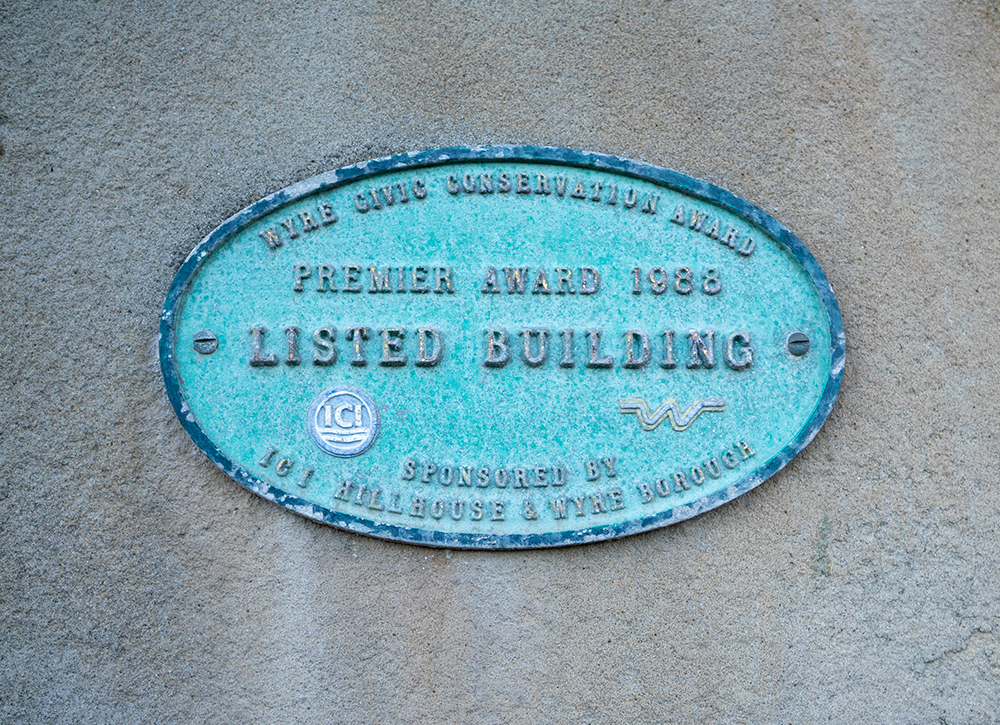 WYRE CIVIC CONSERVATION AWARD
PREMIER AWARD 1988
LISTED BUILDING
ICI
W
SPONSORED BY
ICI HILLHOUSE & WYRE BOROUGH